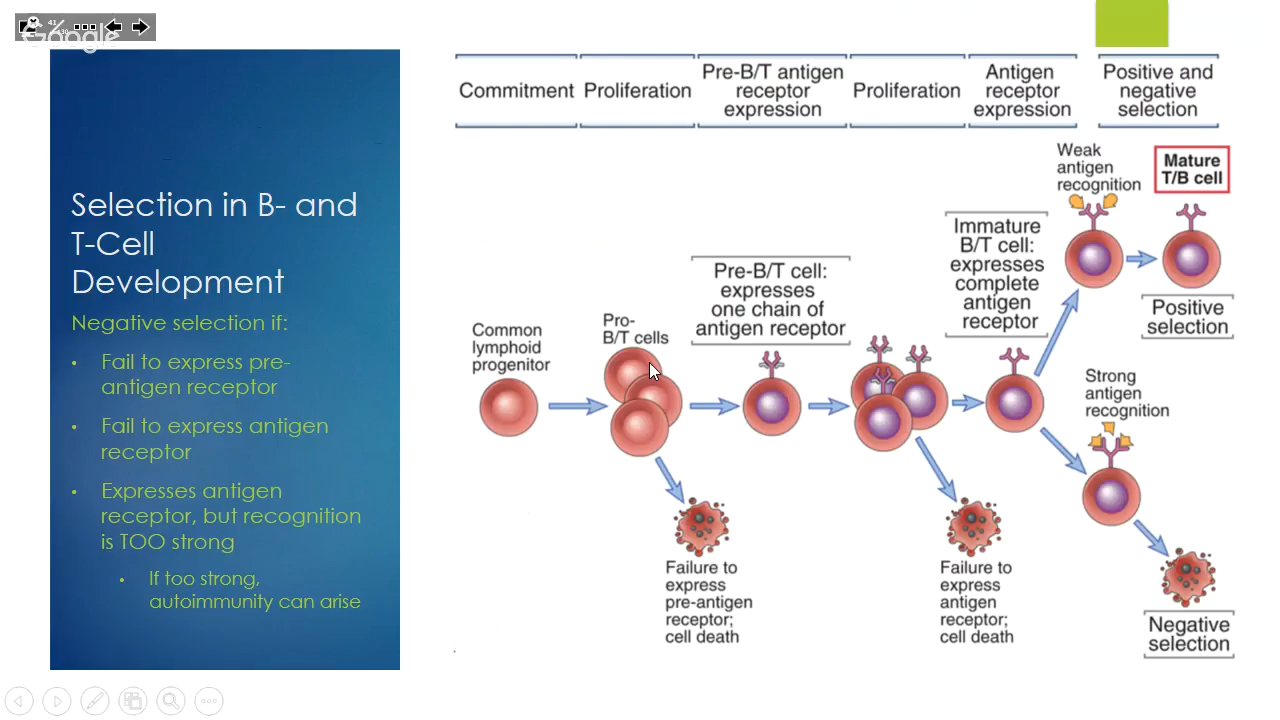 41
Google
Selection in B- and
T-Cell
Development
Negative selection if:
• Fail to express pre-
antigen receptor
• Fail to express antigen
receptor
• Expresses antigen
receptor, but recognition
is TOO strong
• If too strong,
autoimmunity can arise
Commitment
Proliferation
Pre-B/T antigen
receptor
expression
Proliferation
Antigen
receptor
expression
Positive and
negative
selection
Common
lymphoid
progenitor
Pro-
B/T cells
Pre-B/T cell:
expresses
one chain of
antigen receptor
Immature
B/T cell:
expresses
complete
antigen
receptor
Weak
antigen
recognition
Mature
T/B cell
Positive
selection
Strong
antigen
recognition
Failure to
express
pre-antigen
receptor;
cell death
Failure to
express
antigen
receptor;
cell death
Negative
selection